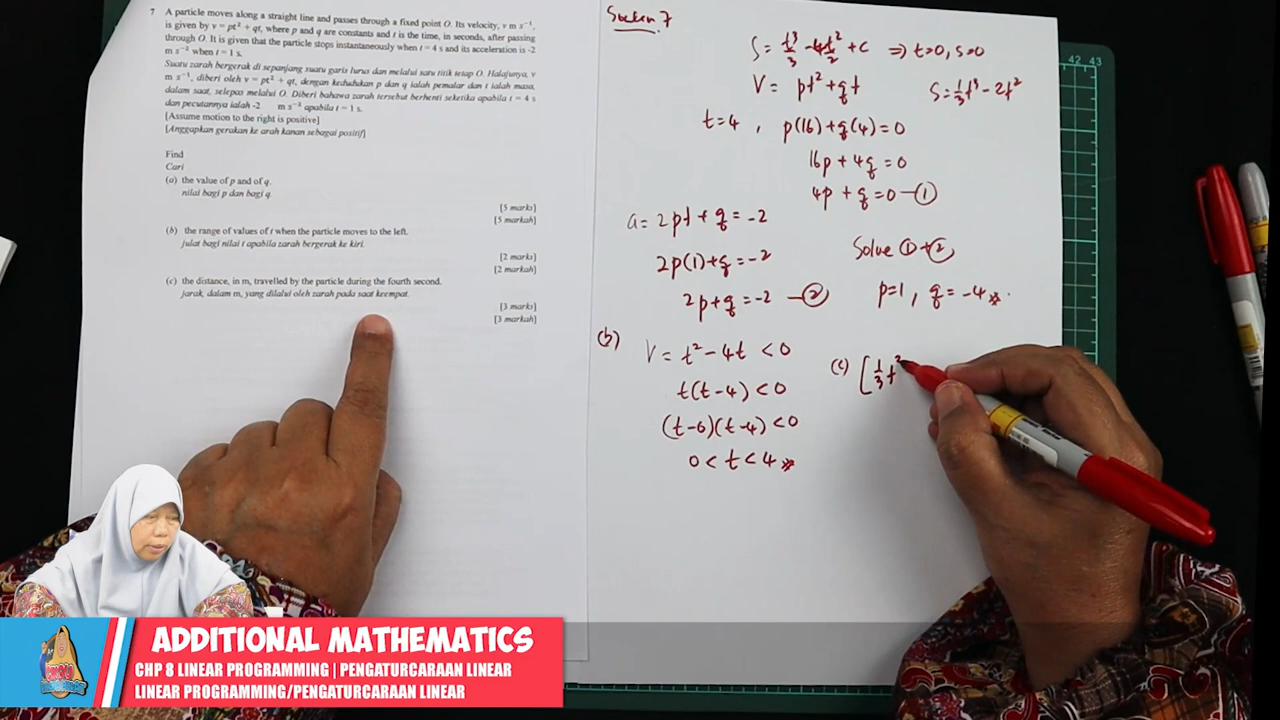 7 A particle moves along a straight line and passes through a fixed point O. Its velocity, v m s⁻¹,
is given by v = pt² + qt, where p and q are constants and t is the time, in seconds, after passing
through O. It is given that the particle stops instantaneously when t = 4 s and its acceleration is -2
m s⁻² when t = 1 s.
Suatu zarah bergerak di sepanjang suatu garis lurus dan melalui satu titik tetap O. Halajunya, v
m s⁻¹, diberi oleh v = pt² + qt, dengan keadaan p dan q ialah pemalar dan t ialah masa,
dalam saat, selepas melalui O. Diberi bahawa zarah tersebut berhenti seketika apabila t = 4 s
dan pecutannya ialah -2 m s⁻² apabila t = 1 s.
[Assume motion to the right is positive]
[Anggapkan gerakan ke arah kanan sebagai positif]
Find
Cari
(a) the value of p and of q.
nilai bagi p dan bagi q.
[5 marks]
[5 markah]
(b) the range of values of t when the particle moves to the left.
julat bagi nilai t apabila zarah bergerak ke kiri.
[2 marks]
[2 markah]
(c) the distance, in m, travelled by the particle during the fourth second.
jarak, dalam m, yang dilalui oleh zarah pada saat keempat.
[3 marks]
[3 markah]
S = t³/3 - 4t²/2 + c ⇒ t=0, s=0
V = pt² + qt
S = 1/3 t³ - 2t²
t=4 , p(16) + q(4) = 0
16p + 4q = 0
4p + q = 0 —①
a = 2pt + q = -2
2p(1) + q = -2
2p + q = -2 —②
Solve ① + ②
p=1 , q = -4
(b)
V = t² - 4t < 0
t(t-4) < 0
(t-0)(t-4) < 0
0 < t < 4
(c) [1/3 t
42 43
ADDITIONAL MATHEMATICS
CHP 8 LINEAR PROGRAMMING | PENGATURCARAAN LINEAR
LINEAR PROGRAMMING/PENGATURCARAAN LINEAR